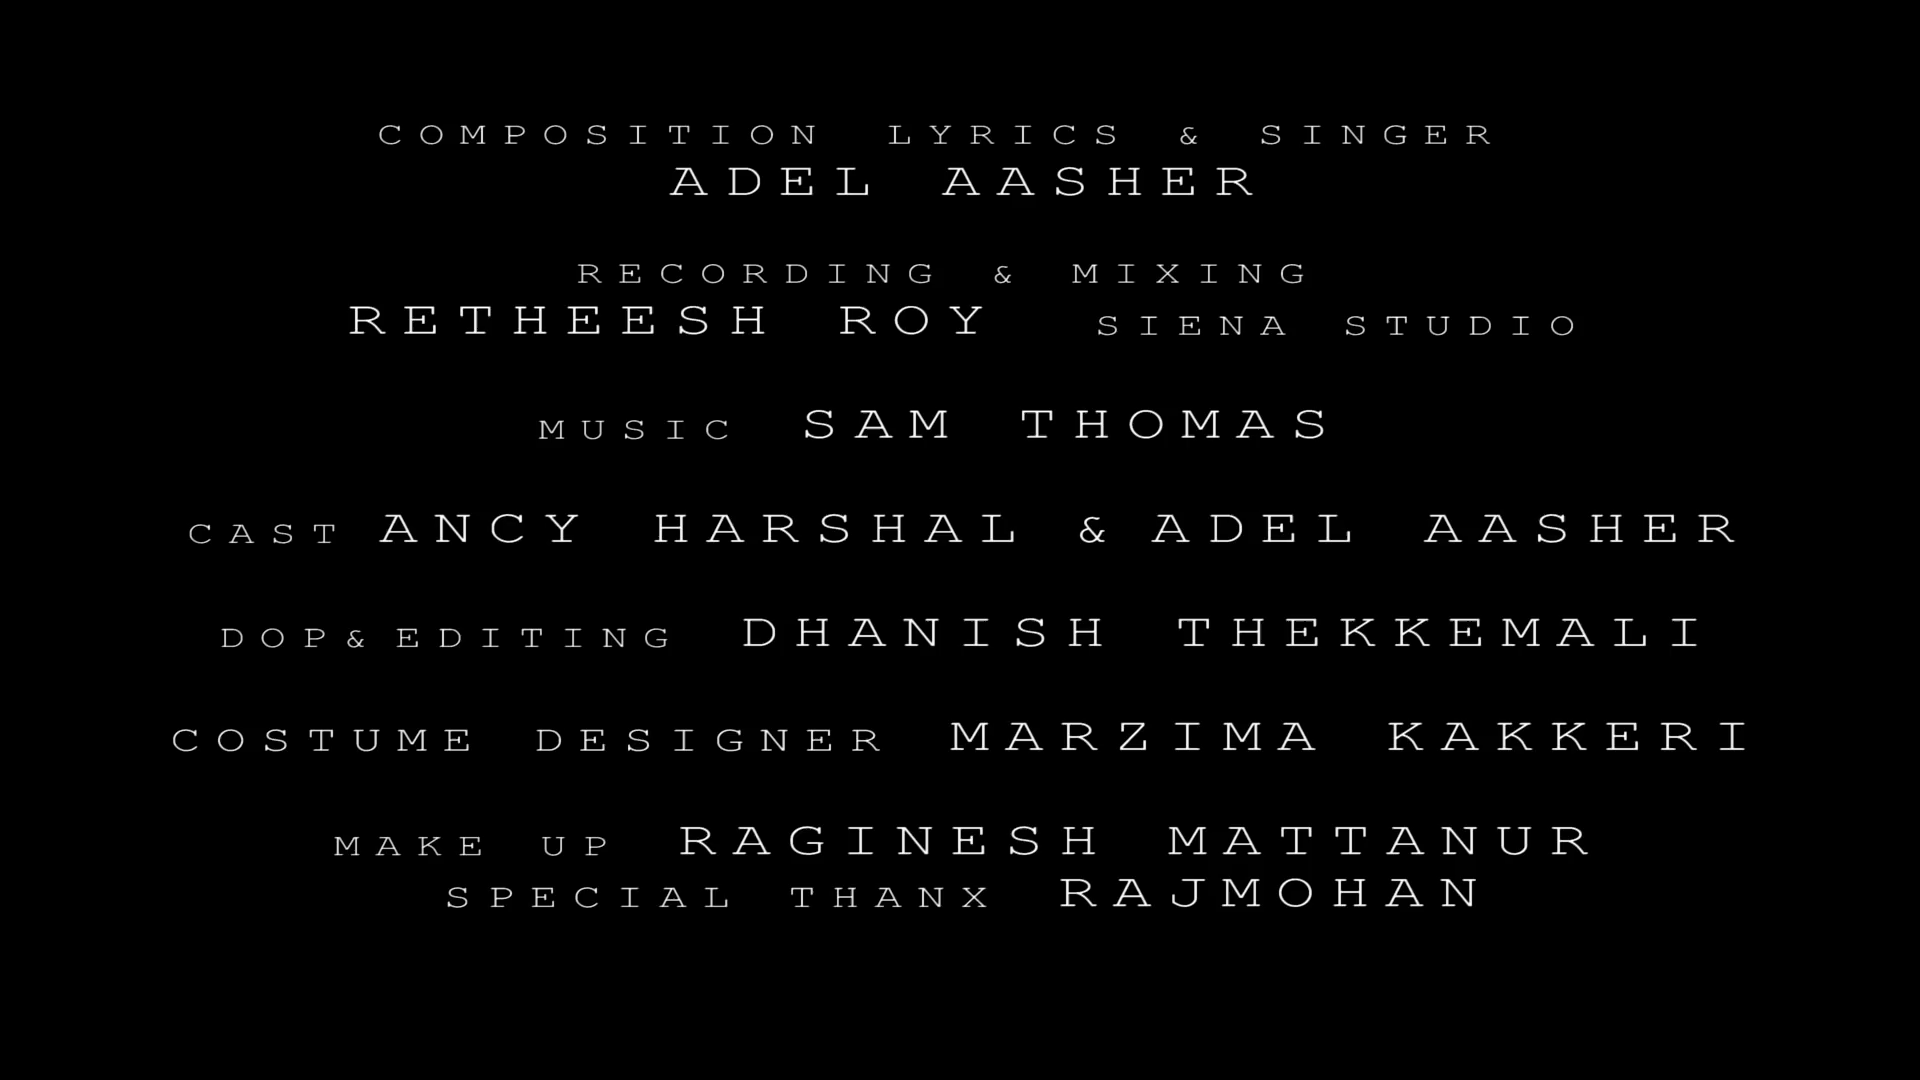 COMPOSITION LYRICS & SINGER
ADEL AASHER
RECORDING & MIXING
RETHEESH ROY SIENA STUDIO
MUSIC SAM THOMAS
CAST ANCY HARSHAL & ADEL AASHER
DOP& EDITING DHANISH THEKKEMALI
COSTUME DESIGNER MARZIMA KAKKERI
MAKE UP RAGINESH MATTANUR
SPECIAL THANX RAJMOHAN